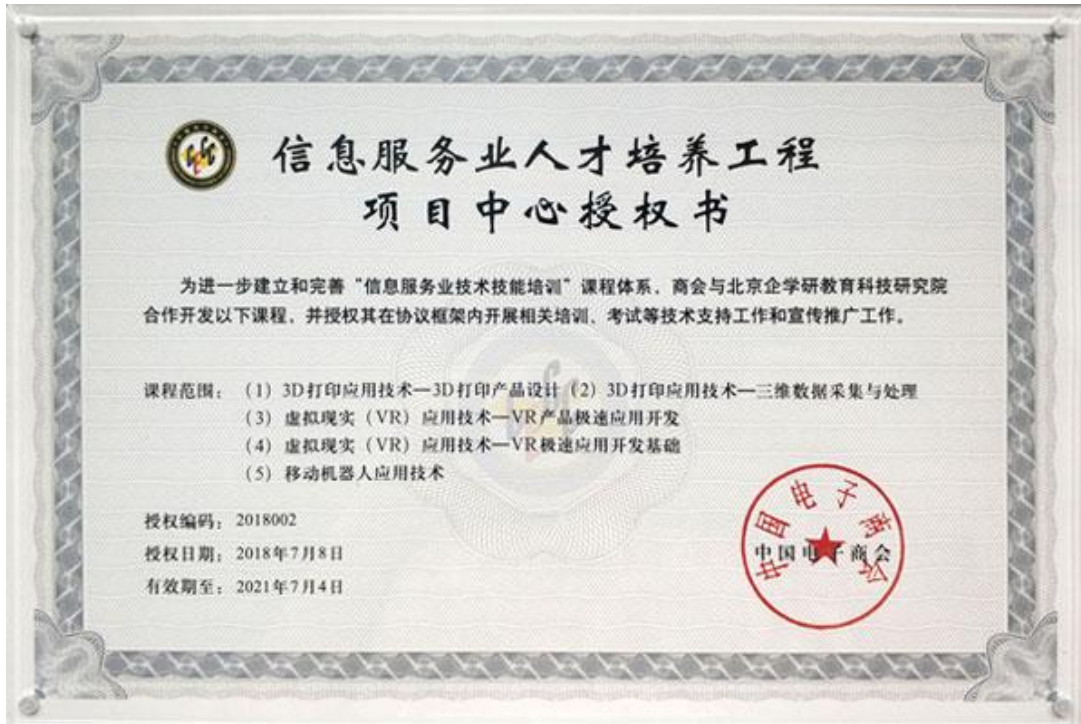 信息服务业人才培养工程
项目中心授权书
为进一步建立和完善“信息服务业技术技能培训”课程体系，商会与北京企学研教育科技研究院
合作开发以下课程，并授权其在协议框架内开展相关培训、考试等技术支持工作和宣传推广工作。
课程范围：（1）3D打印应用技术—3D打印产品设计（2）3D打印应用技术—三维数据采集与处理
（3）虚拟现实（VR）应用技术—VR产品极速应用开发
（4）虚拟现实（VR）应用技术—VR极速应用开发基础
（5）移动机器人应用技术
授权编码：2018002
授权日期：2018年7月8日
有效期至：2021年7月4日
中国电子商会
中国电子商会